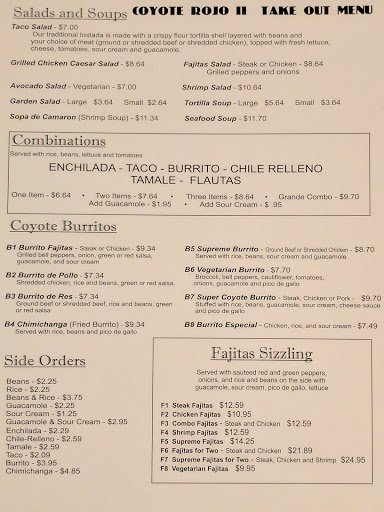 Salads and Soups
COYOTE ROJO II TAKE OUT MENU
Taco Salad - $7.00
Our traditional tostada is made with a crispy flour tortilla shell layered with beans and
your choice of meat (ground or shredded beef or shredded chicken), topped with fresh lettuce,
cheese, tomatoes, sour cream and guacamole.
Grilled Chicken Caesar Salad - $8.64
Fajitas Salad - Steak or Chicken - $8.64
Grilled peppers and onions
Avocado Salad - Vegetarian - $7.00
Shrimp Salad - $10.64
Garden Salad - Large $3.64 Small $2.64
Tortilla Soup - Large $5.64 Small $3.64
Sopa de Camaron (Shrimp Soup) - $11.34
Seafood Soup - $11.70
Combinations
Served with rice, beans, lettuce and tomatoes
ENCHILADA - TACO - BURRITO - CHILE RELLENO
TAMALE - FLAUTAS
One Item - $6.64 • Two Items - $7.64 • Three Items - $8.64 • Grande Combo - $9.70
Add Guacamole - $1.95 • Add Sour Cream - $ .95
Coyote Burritos
B1 Burrito Fajitas - Steak or Chicken - $9.34
Grilled bell peppers, onion, green or red salsa,
guacamole, and sour cream
B2 Burrito de Pollo - $7.34
Shredded chicken, rice and beans, green or red salsa
B3 Burrito de Res - $7.34
Ground beef or shredded beef, rice and beans, green
or red salsa
B4 Chimichanga (Fried Burrito) - $9.34
Served with rice, beans and pico de gallo
B5 Supreme Burrito - Ground Beef or Shredded Chicken - $8.70
Served with rice, beans, sour cream and guacamole
B6 Vegetarian Burrito - $7.70
Broccoli, bell peppers, cauliflower, tomatoes,
onions, guacamole and pico de gallo
B7 Super Coyote Burrito - Steak, Chicken or Pork - $9.70
Stuffed with rice, beans, guacamole, sour cream, cheese sauce
and pico de gallo
B8 Burrito Especial - Chicken, rice, and sour cream - $7.49
Side Orders
Beans - $2.25
Rice - $2.25
Beans & Rice - $3.75
Guacamole - $2.25
Sour Cream - $1.25
Guacamole & Sour Cream - $2.95
Enchilada - $2.29
Chile-Relleno - $2.59
Tamale - $2.59
Taco - $2.09
Burrito - $3.95
Chimichanga - $4.85
Fajitas Sizzling
Served with sauteed red and green peppers,
onions, and rice and beans on the side with
guacamole, sour cream, pico de gallo, lettuce
F1 Steak Fajitas $12.59
F2 Chicken Fajitas $10.95
F3 Combo Fajitas - Steak and Chicken $12.59
F4 Shrimp Fajitas $12.59
F5 Supreme Fajitas $14.25
F6 Fajitas for Two - Steak and Chicken $21.89
F7 Supreme Fajitas for Two - Steak, Chicken and Shrimp $24.95
F8 Vegetarian Fajitas $9.95